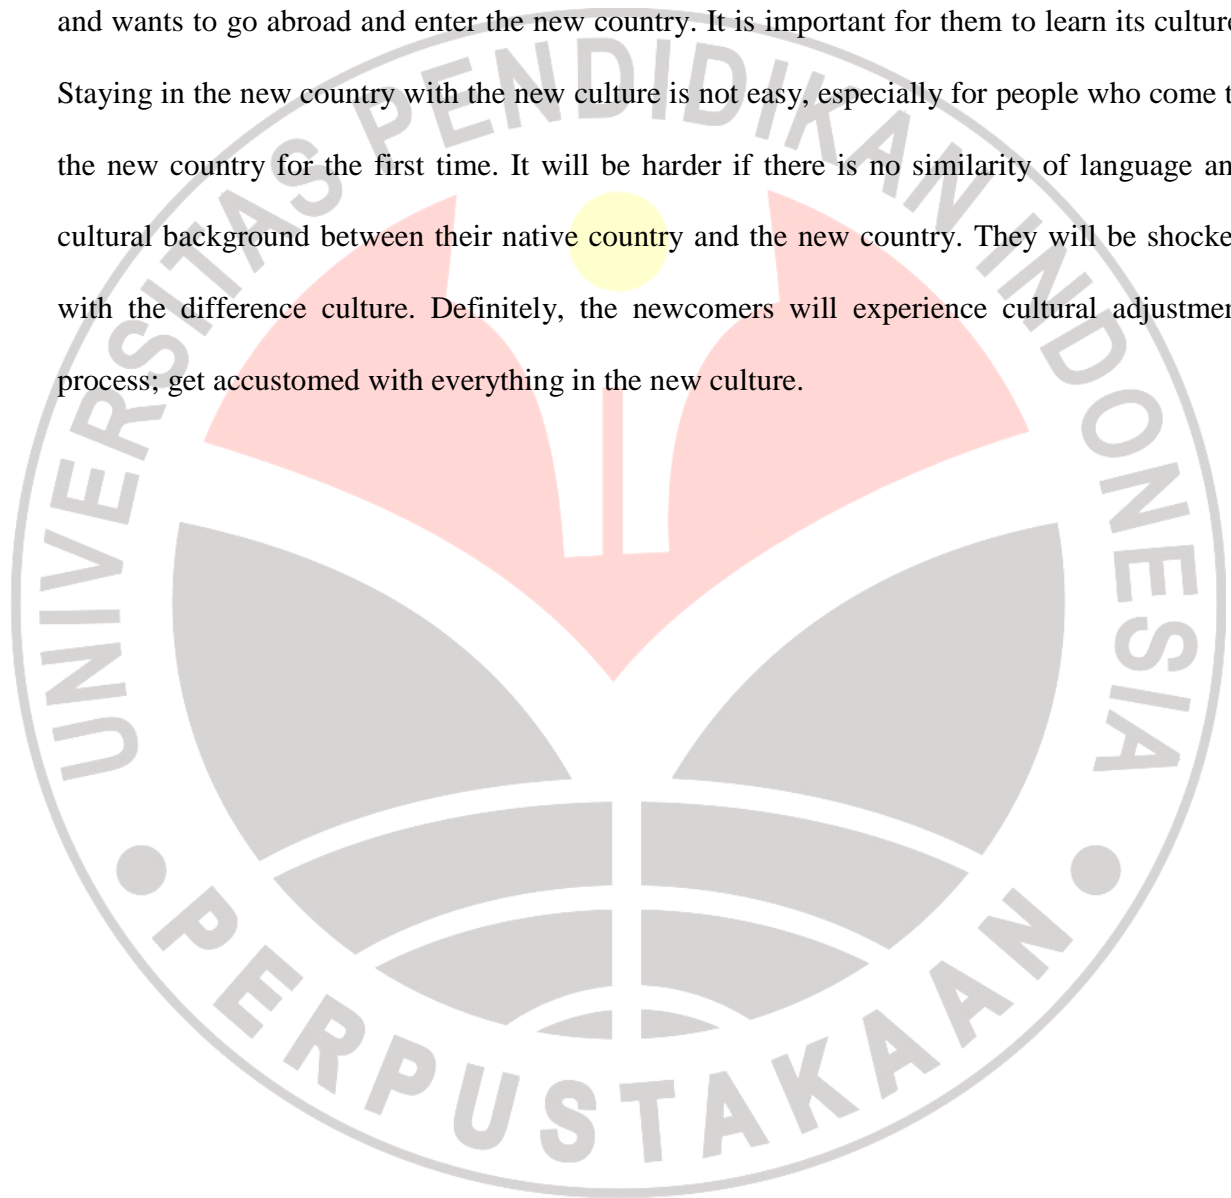 and wants to go abroad and enter the new country. It is important for them to learn its culture
Staying in the new country with the new culture is not easy, especially for people who come t
the new country for the first time. It will be harder if there is no similarity of language an
cultural background between their native country and the new country. They will be shocke
with the difference culture. Definitely, the newcomers will experience cultural adjustmen
process; get accustomed with everything in the new culture.
UNIVERSITAS PENDIDIKAN INDONESIA
PERPUSTAKAAN